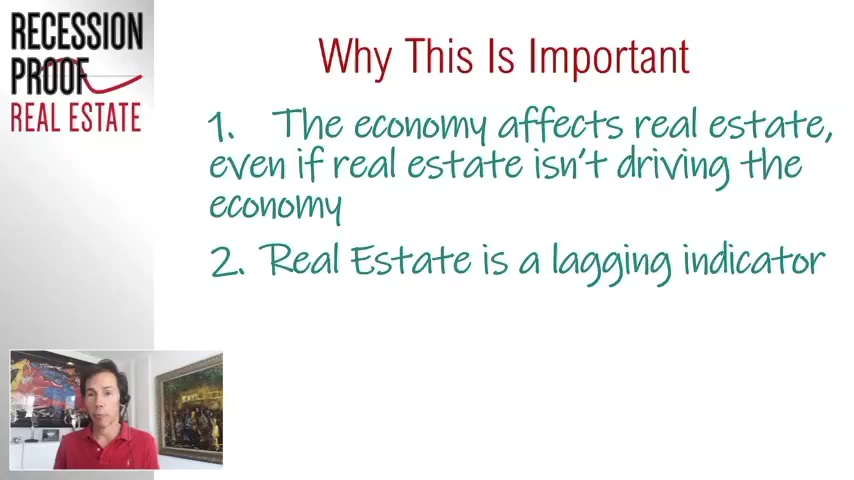 RECESSION
PROOF
REAL ESTATE
Why This Is Important
1. The economy affects real estate,
even if real estate isn't driving the
economy
2. Real Estate is a lagging indicator